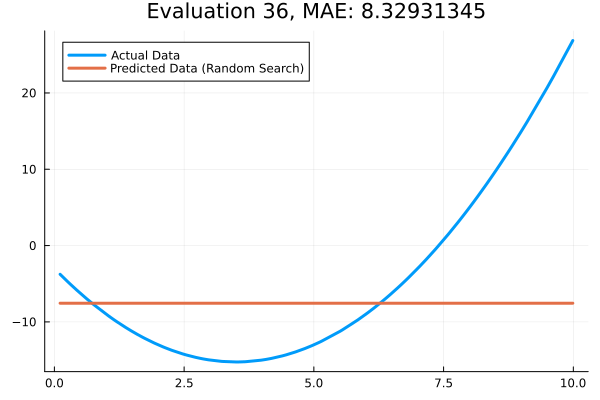 Evaluation 36, MAE: 8.32931345
Actual Data
Predicted Data (Random Search)
20
10
0
−10
0.0 2.5 5.0 7.5 10.0